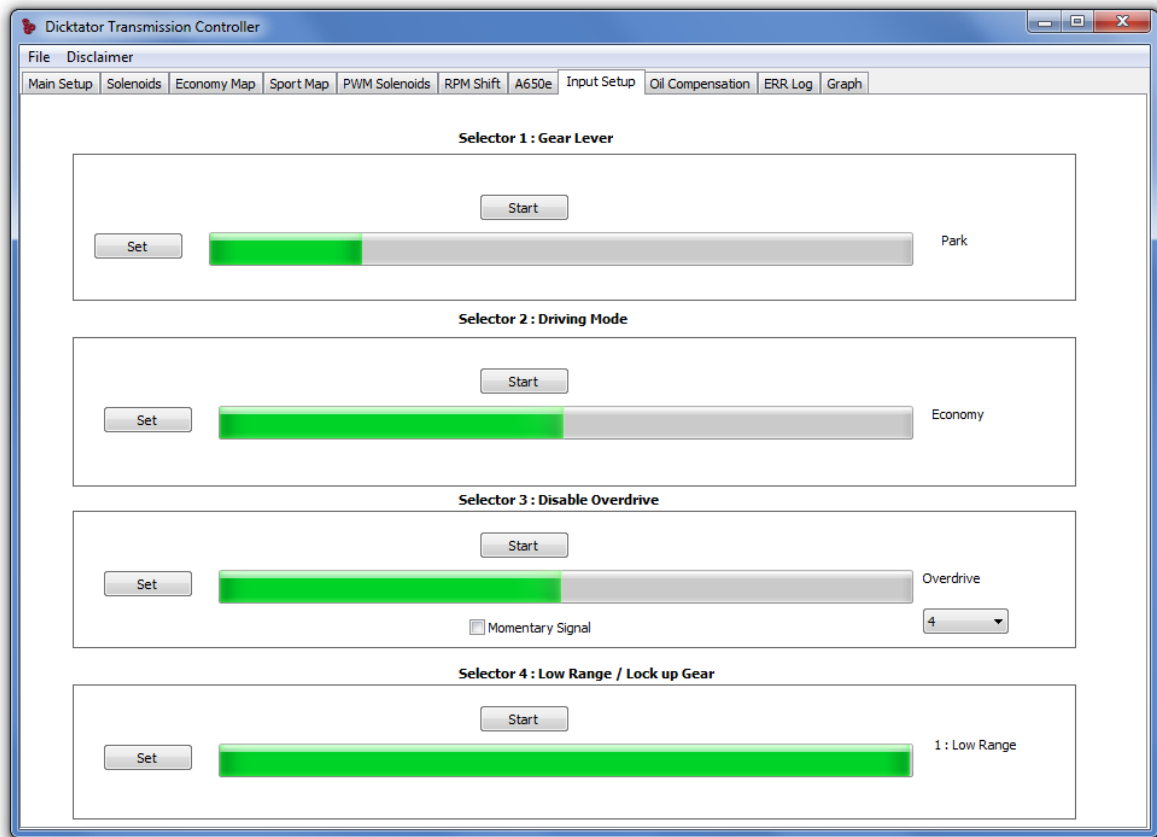 Dicktator Transmission Controller
File Disclaimer
Main Setup Solenoids Economy Map Sport Map PWM Solenoids RPM Shift A650e Input Setup Oil Compensation ERR Log Graph
Selector 1 : Gear Lever
Start
Set Park
Selector 2 : Driving Mode
Start
Set Economy
Selector 3 : Disable Overdrive
Start
Set Overdrive
Momentary Signal 4
Selector 4 : Low Range / Lock up Gear
Start
Set 1 : Low Range